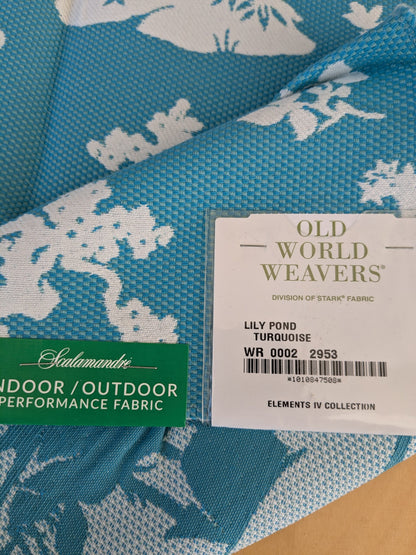 OLD
WORLD
WEAVERS®
DIVISION OF STARK® FABRIC
LILY POND
TURQUOISE
WR 0002 2953
*1010847508*
ELEMENTS IV COLLECTION
Scalamandré
INDOOR / OUTDOOR
PERFORMANCE FABRIC